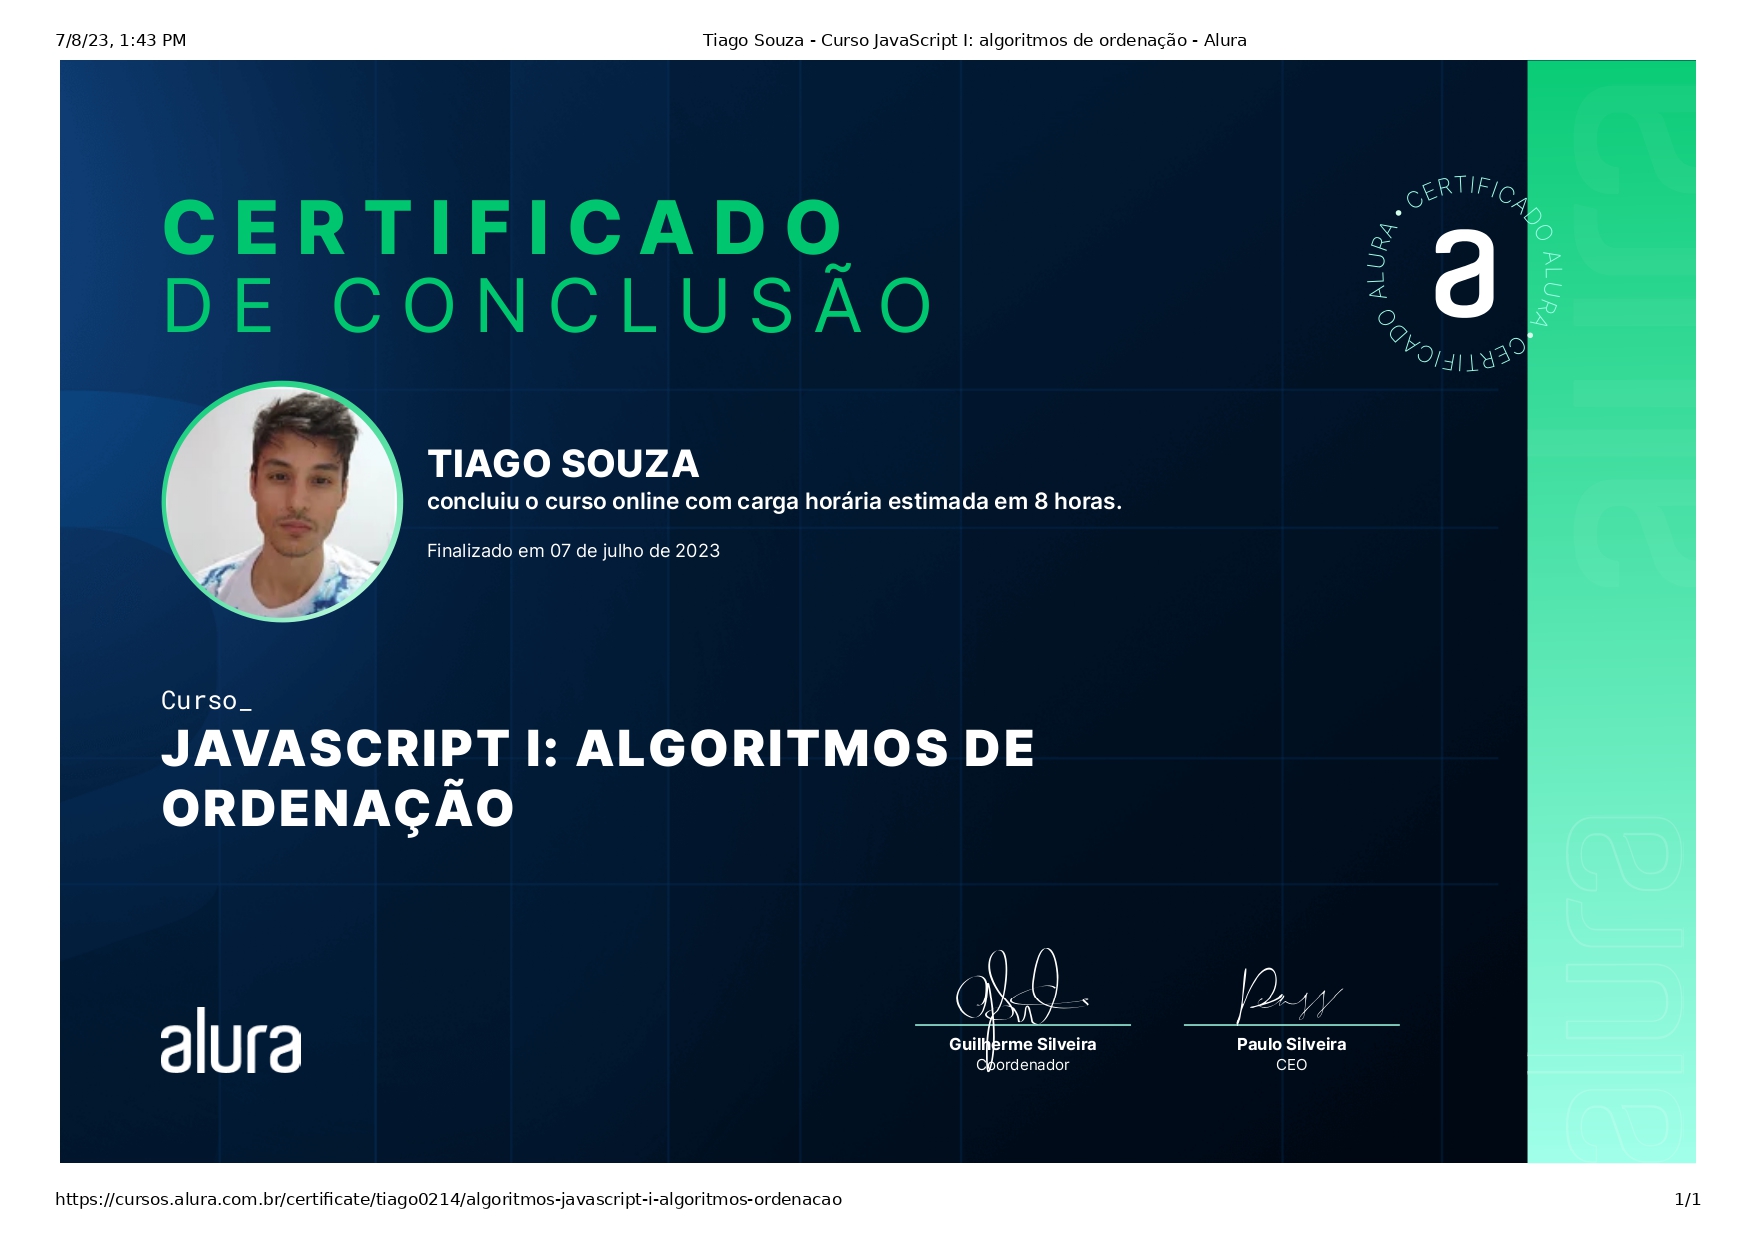 7/8/23, 1:43 PM
Tiago Souza - Curso JavaScript I: algoritmos de ordenação - Alura
CERTIFICADO
DE CONCLUSÃO
CERTIFICADO ALURA • CERTIFICADO ALURA •
a
TIAGO SOUZA
concluiu o curso online com carga horária estimada em 8 horas.
Finalizado em 07 de julho de 2023
Curso_
JAVASCRIPT I: ALGORITMOS DE
ORDENAÇÃO
alura
Guilherme Silveira
Coordenador
Paulo Silveira
CEO
alura
alura
alura
https://cursos.alura.com.br/certificate/tiago0214/algoritmos-javascript-i-algoritmos-ordenacao
1/1